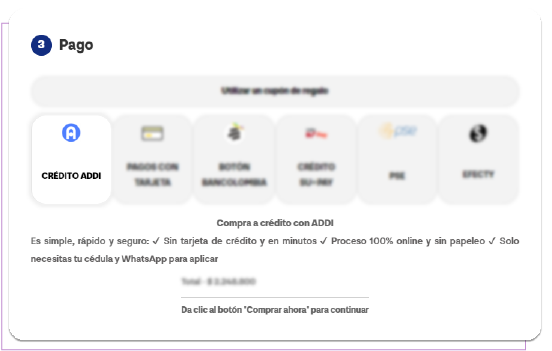 3 Pago
Utilizar un cupón de regalo
CRÉDITO ADDI
PAGOS CON
TARJETA
BOTÓN
BANCOLOMBIA
CRÉDITO
SU+PAY
PSE
EFECTY
Compra a crédito con ADDI
Es simple, rápido y seguro: ✓ Sin tarjeta de crédito y en minutos ✓ Proceso 100% online y sin papeleo ✓ Solo
necesitas tu cédula y WhatsApp para aplicar
Total - $
Da clic al botón "Comprar ahora" para continuar